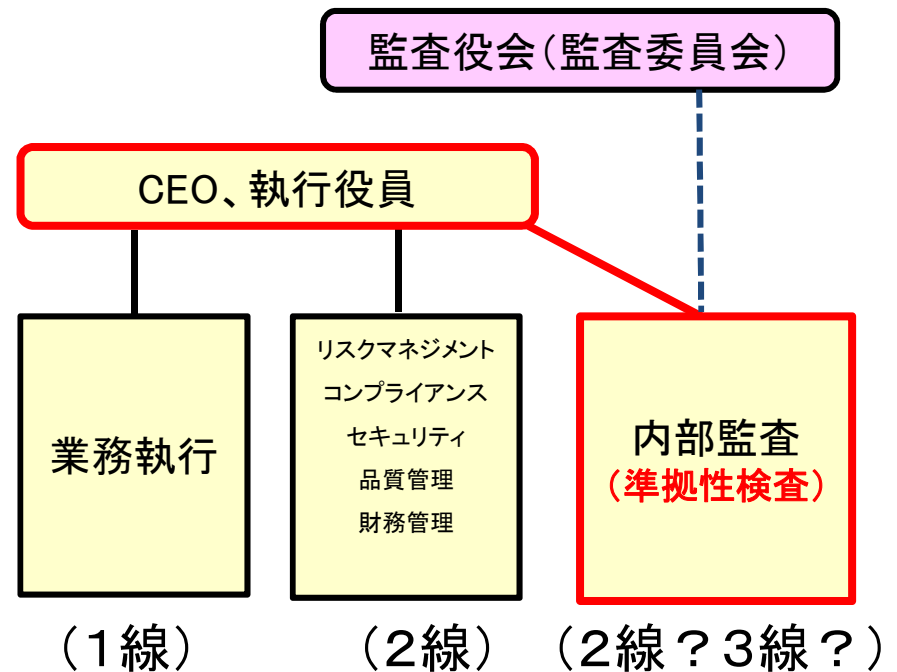 監査役会(監査委員会)
CEO、執行役員
業務執行
リスクマネジメント
コンプライアンス
セキュリティ
品質管理
財務管理
内部監査
(準拠性検査)
(1線)
(2線)
(2線?3線?)